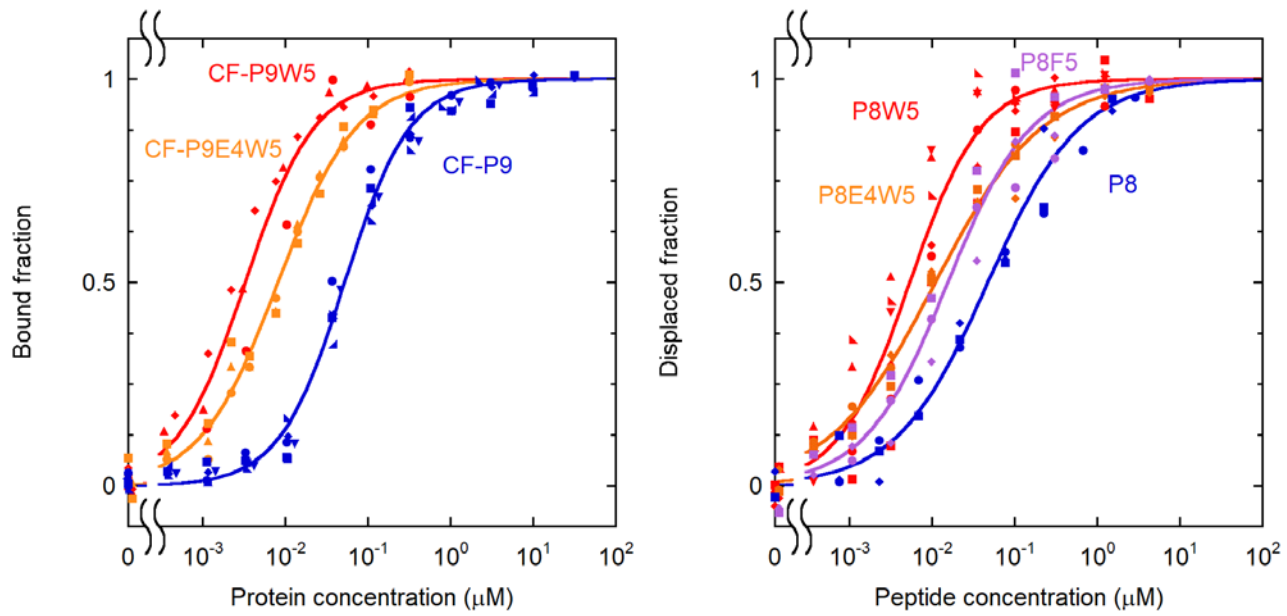 CF-P9W5
CF-P9E4W5
CF-P9
1
0.5
0
Bound fraction
0 10⁻³ 10⁻² 10⁻¹ 10⁰ 10¹ 10²
Protein concentration (μM)
P8F5
P8W5
P8E4W5
P8
1
0.5
0
Displaced fraction
0 10⁻³ 10⁻² 10⁻¹ 10⁰ 10¹ 10²
Peptide concentration (μM)